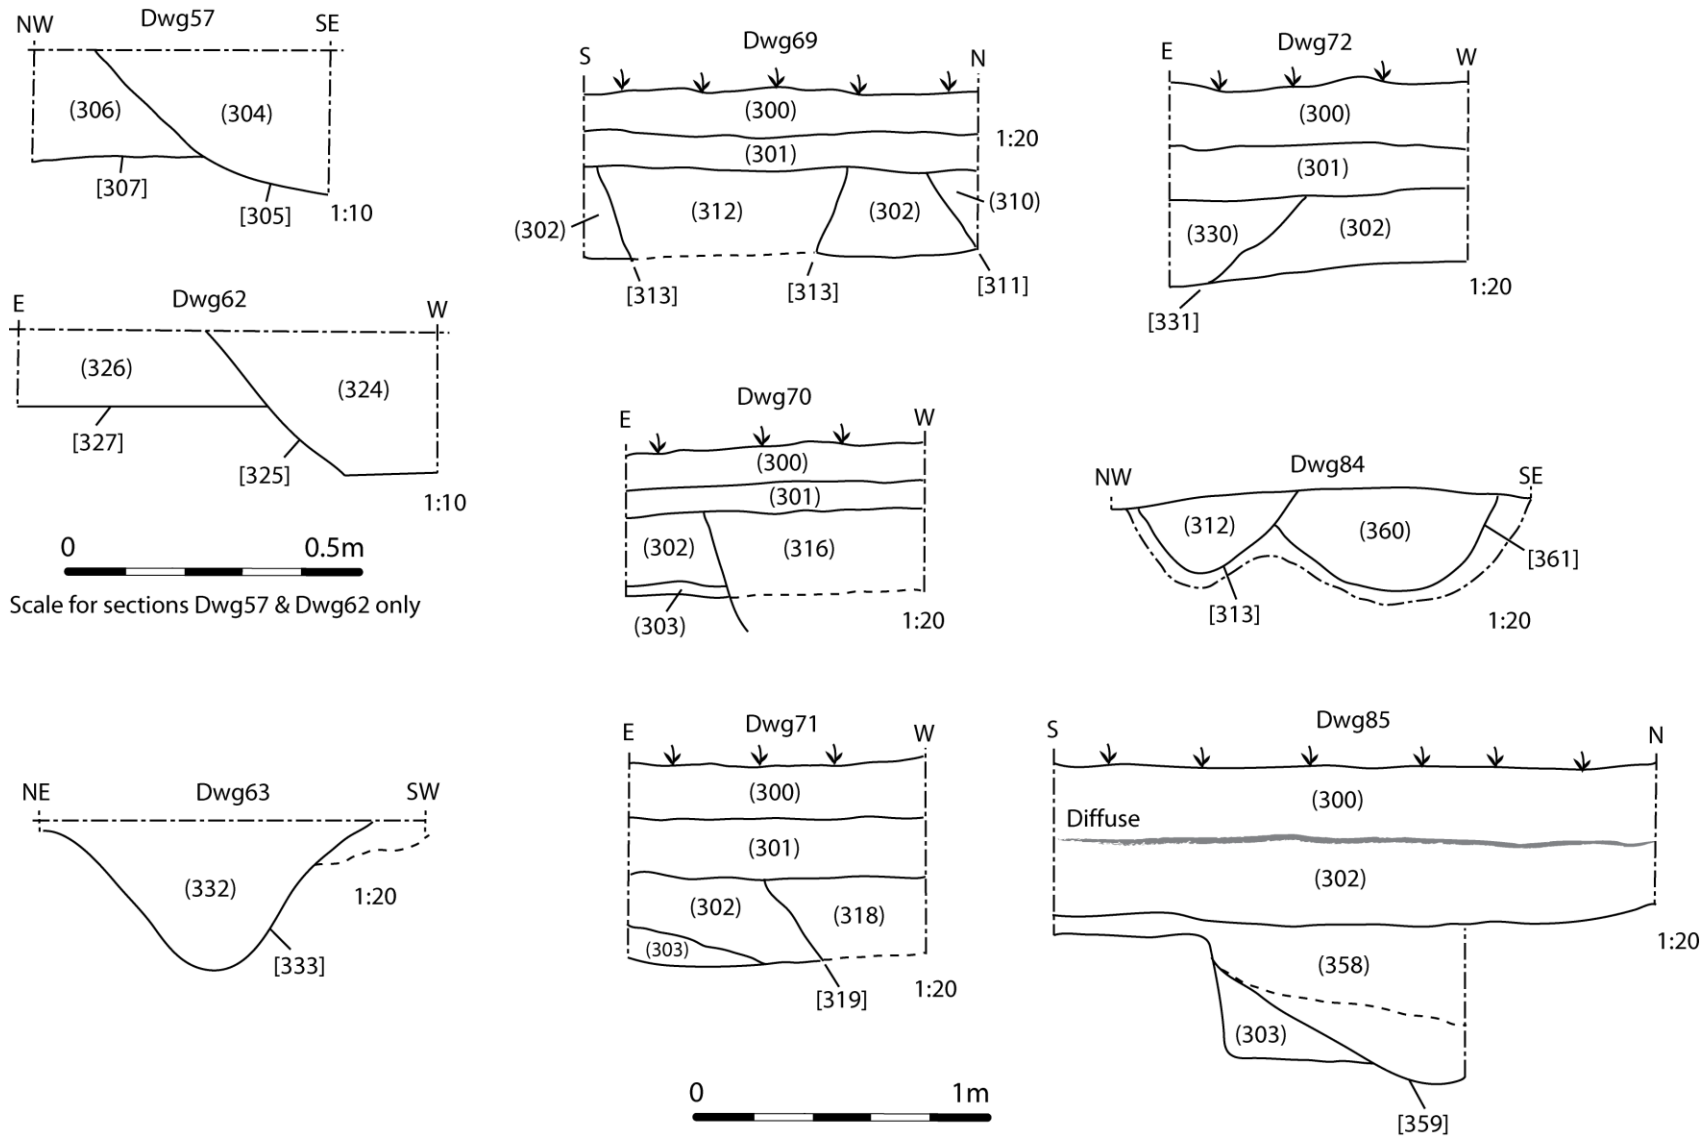 Dwg57
NW SE
(306) (304)
[307]
[305]
1:10
Dwg62
E W
(326) (324)
[327]
[325]
1:10
0 0.5m
Scale for sections Dwg57 & Dwg62 only
Dwg63
NE SW
(332)
1:20
[333]
Dwg69
S N
(300)
1:20
(301)
(302) (312) (302) (310)
[313] [313] [311]
Dwg70
E W
(300)
(301)
(302) (316)
(303)
1:20
Dwg71
E W
(300)
(301)
(302) (318)
(303)
[319]
1:20
0 1m
Dwg72
E W
(300)
(301)
(330) (302)
1:20
[331]
Dwg84
NW SE
(312) (360)
[361]
[313]
1:20
Dwg85
S N
(300)
Diffuse
(302)
1:20
(358)
(303)
[359]